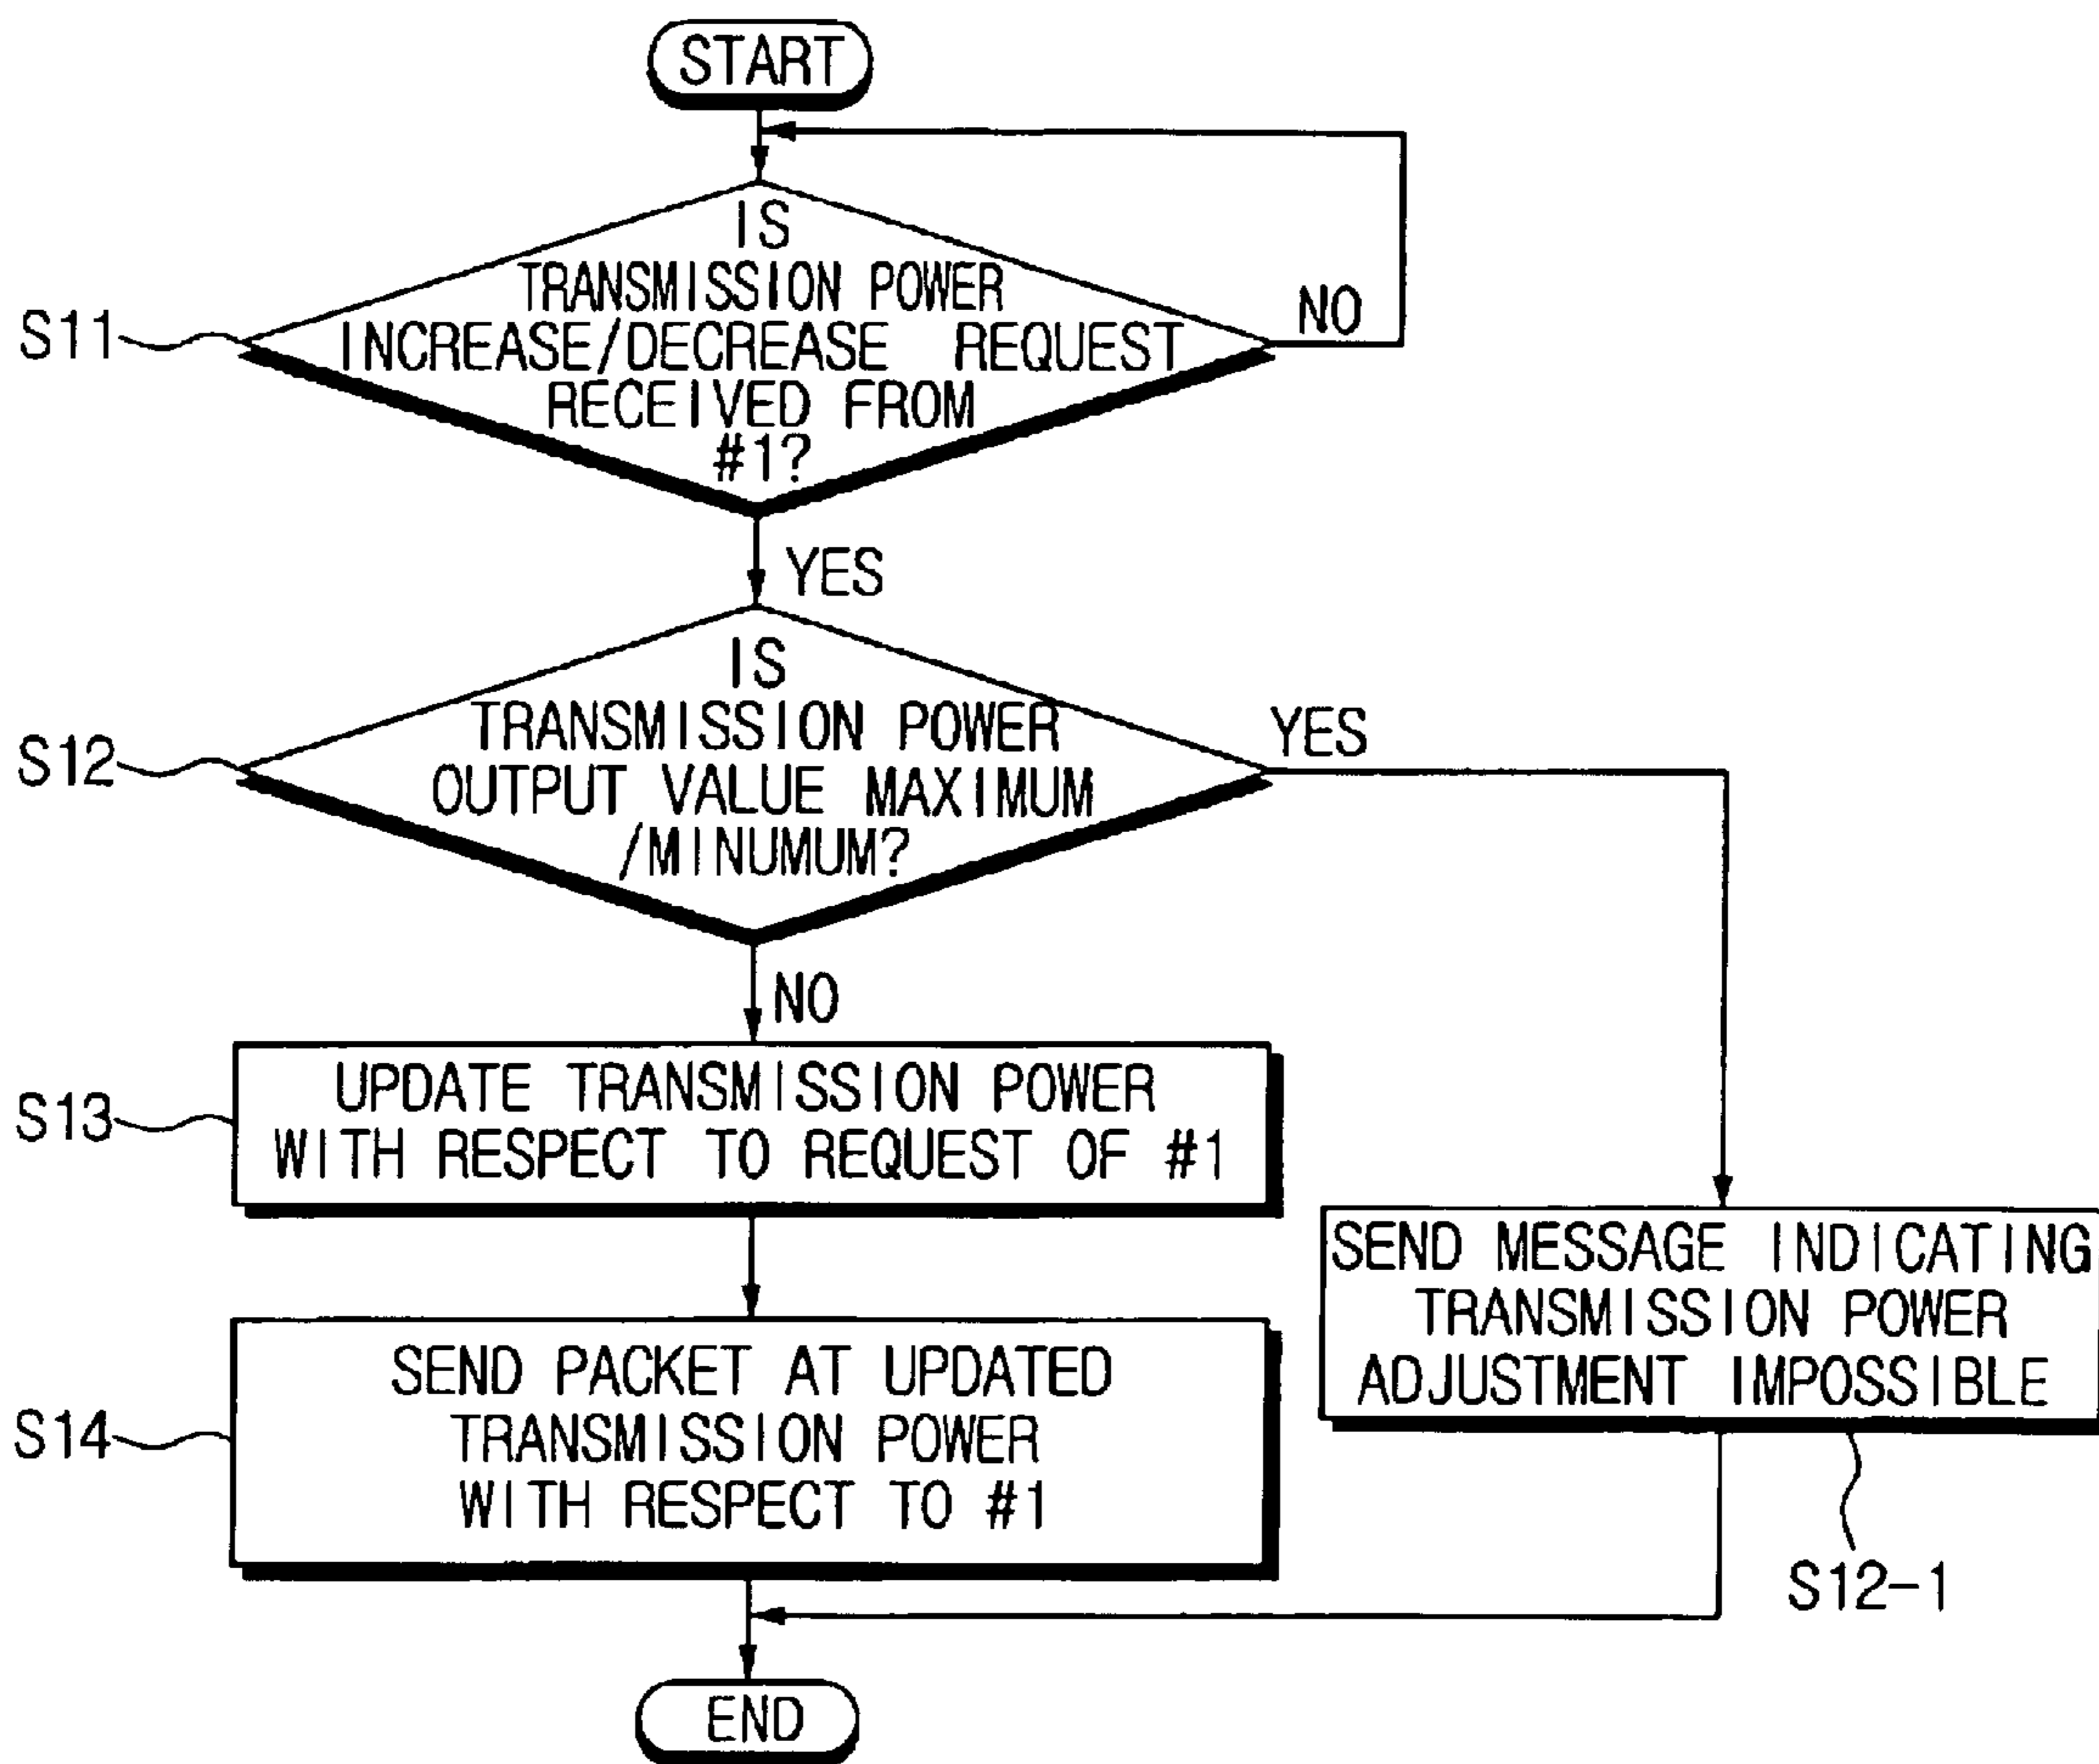 START
IS
TRANSMISSION POWER
INCREASE/DECREASE REQUEST
RECEIVED FROM
#1?
NO
S11
YES
IS
TRANSMISSION POWER
OUTPUT VALUE MAXIMUM
/MINUMUM?
YES
S12
NO
UPDATE TRANSMISSION POWER
WITH RESPECT TO REQUEST OF #1
S13
SEND MESSAGE INDICATING
TRANSMISSION POWER
ADJUSTMENT IMPOSSIBLE
S12-1
SEND PACKET AT UPDATED
TRANSMISSION POWER
WITH RESPECT TO #1
S14
END